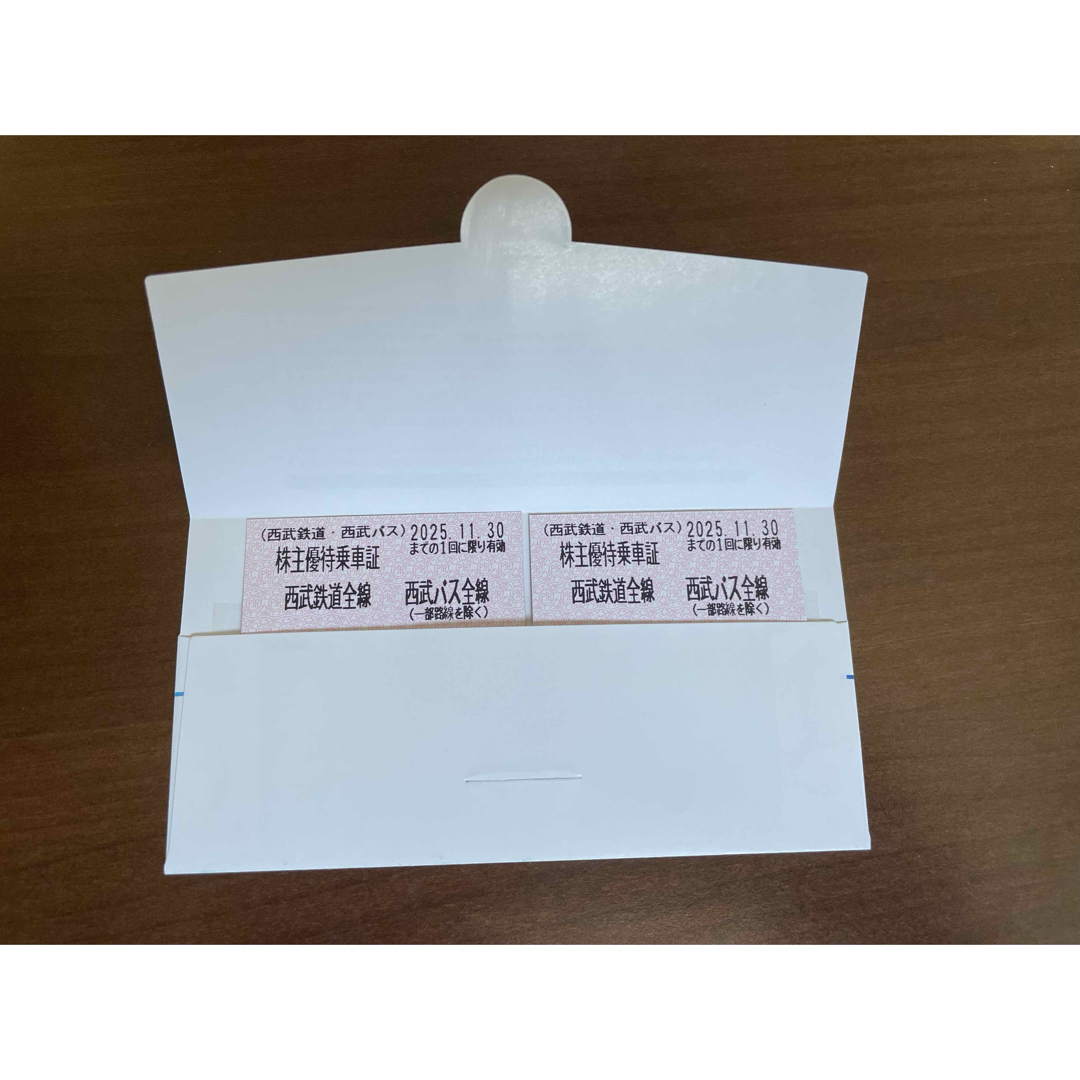 (西武鉄道・西武バス) 2025.11.30
までの1回に限り有効
株主優待乗車証
西武鉄道全線 西武バス全線
(一部路線を除く)
(西武鉄道・西武バス) 2025.11.30
までの1回に限り有効
株主優待乗車証
西武鉄道全線 西武バス全線
(一部路線を除く)